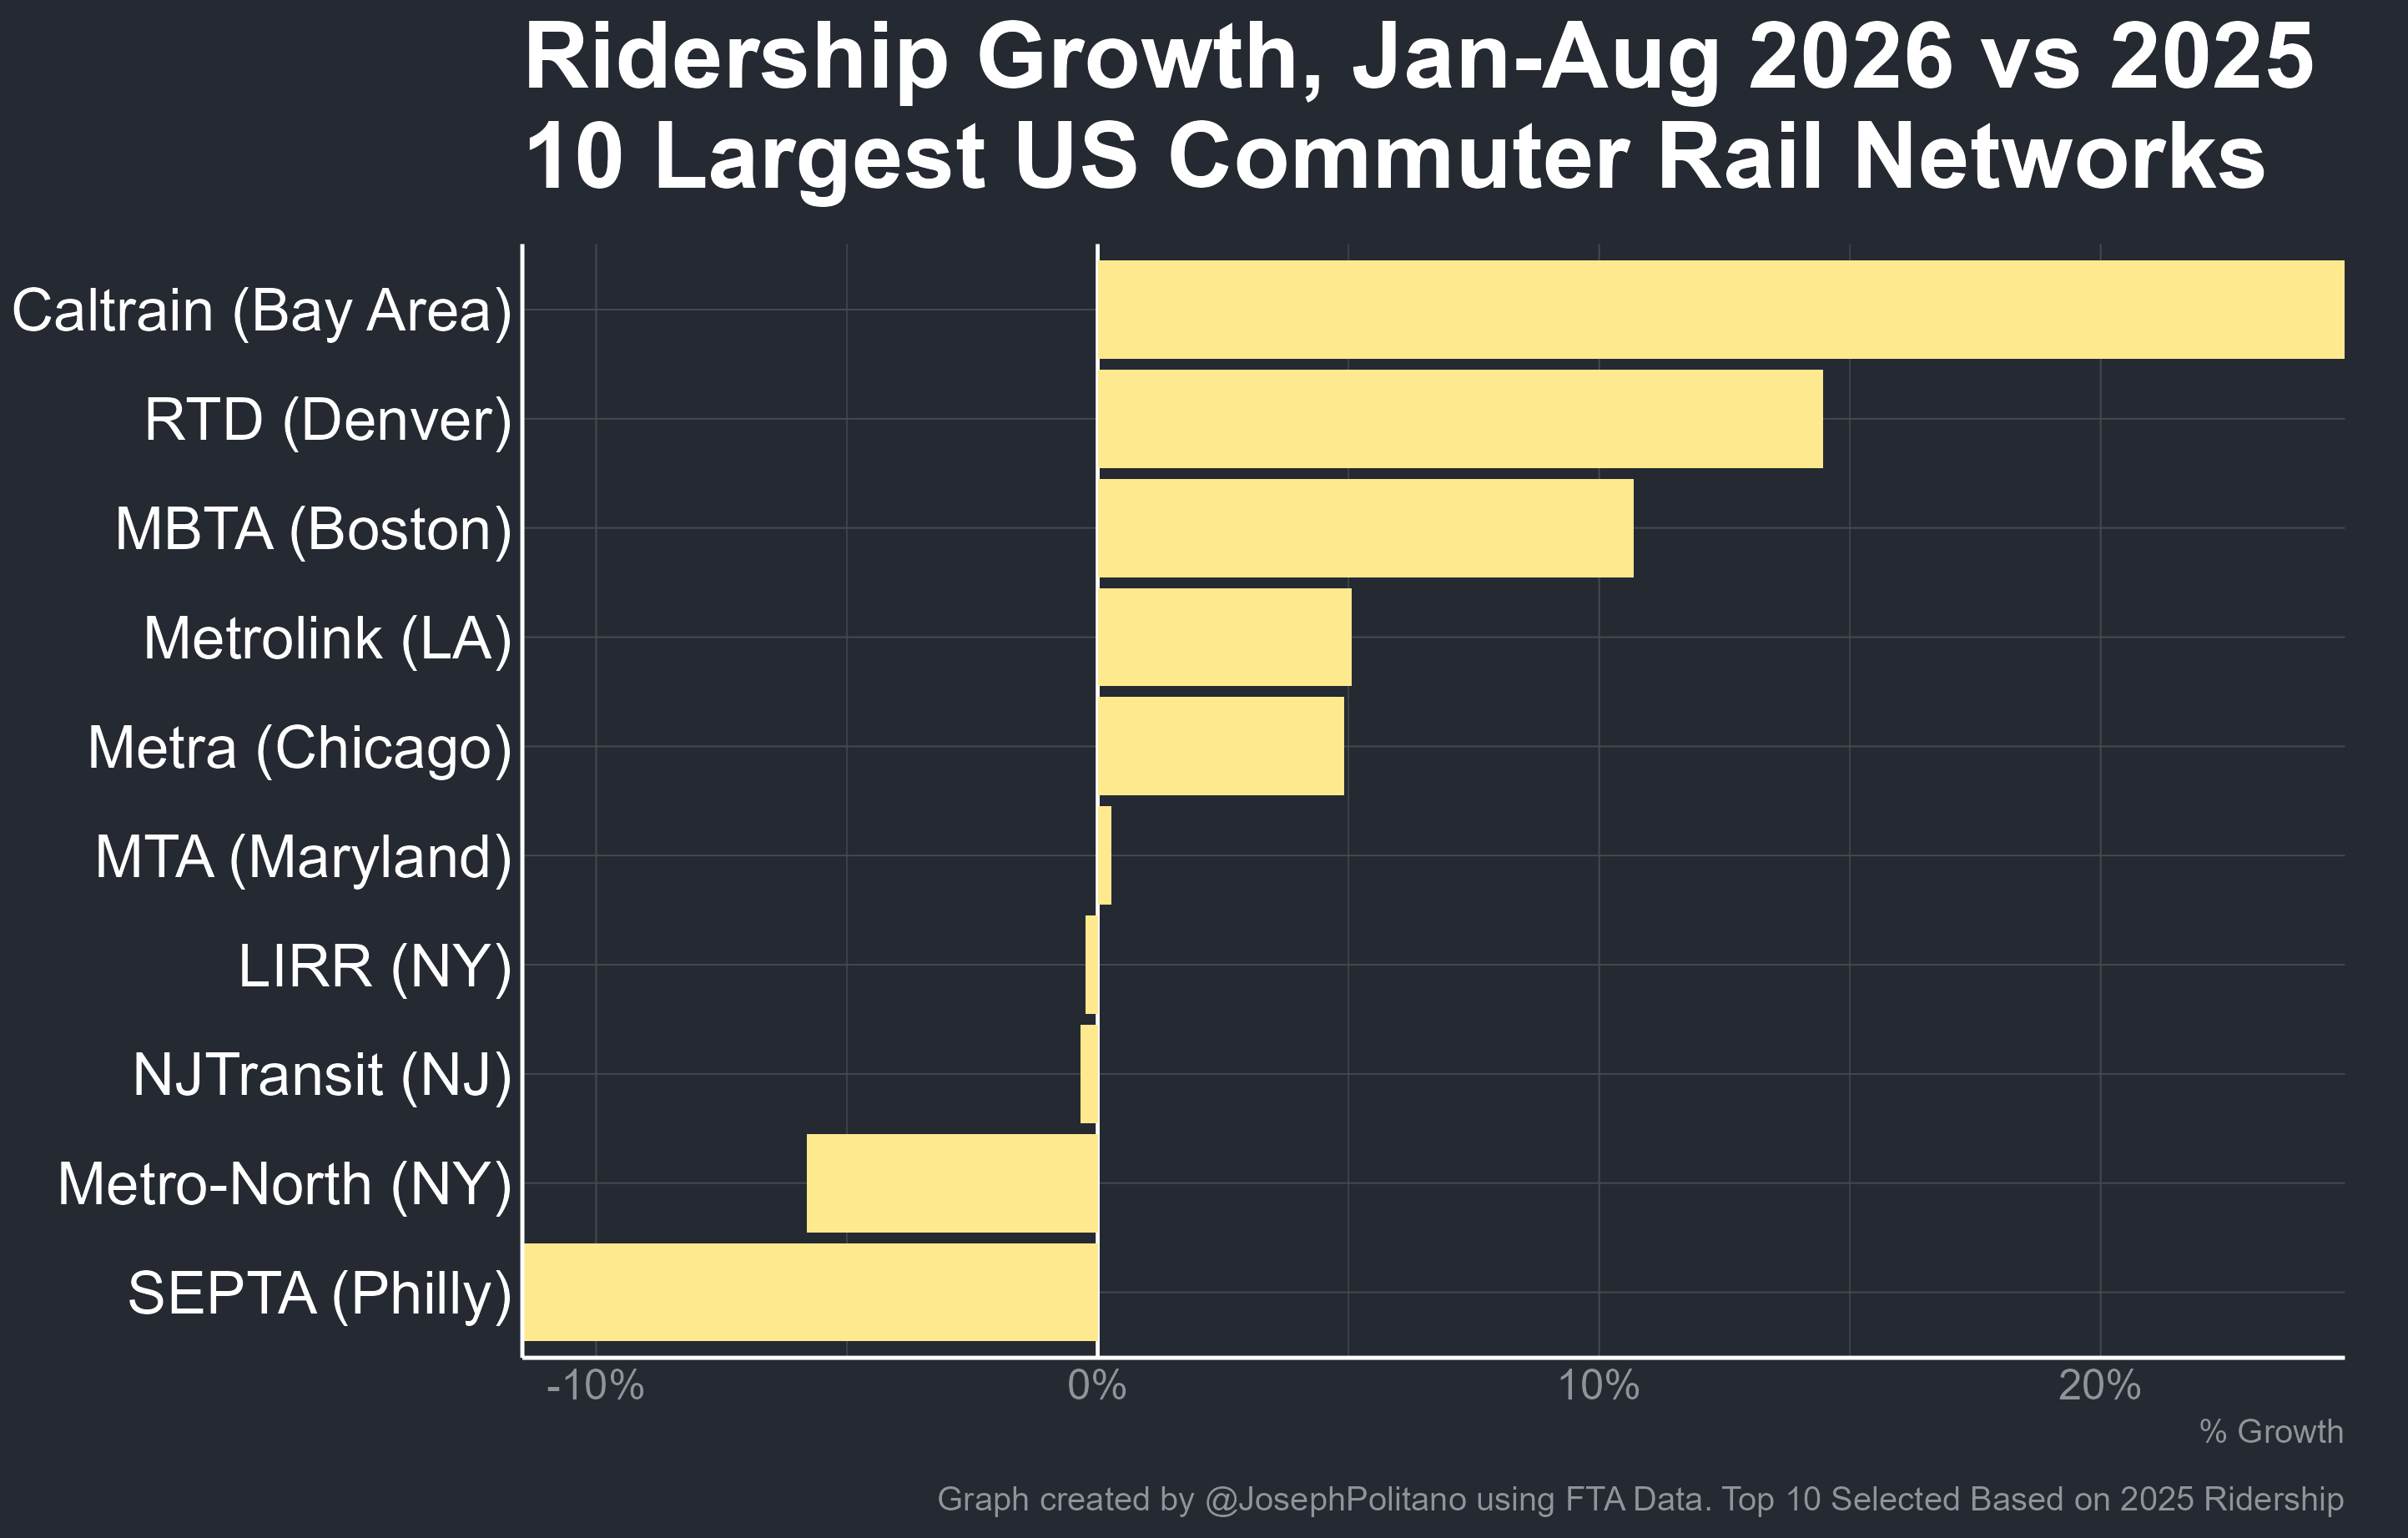 Ridership Growth, Jan-Aug 2026 vs 2025
10 Largest US Commuter Rail Networks
Caltrain (Bay Area)
RTD (Denver)
MBTA (Boston)
Metrolink (LA)
Metra (Chicago)
MTA (Maryland)
LIRR (NY)
NJTransit (NJ)
Metro-North (NY)
SEPTA (Philly)
-10% 0% 10% 20%
% Growth
Graph created by @JosephPolitano using FTA Data. Top 10 Selected Based on 2025 Ridership